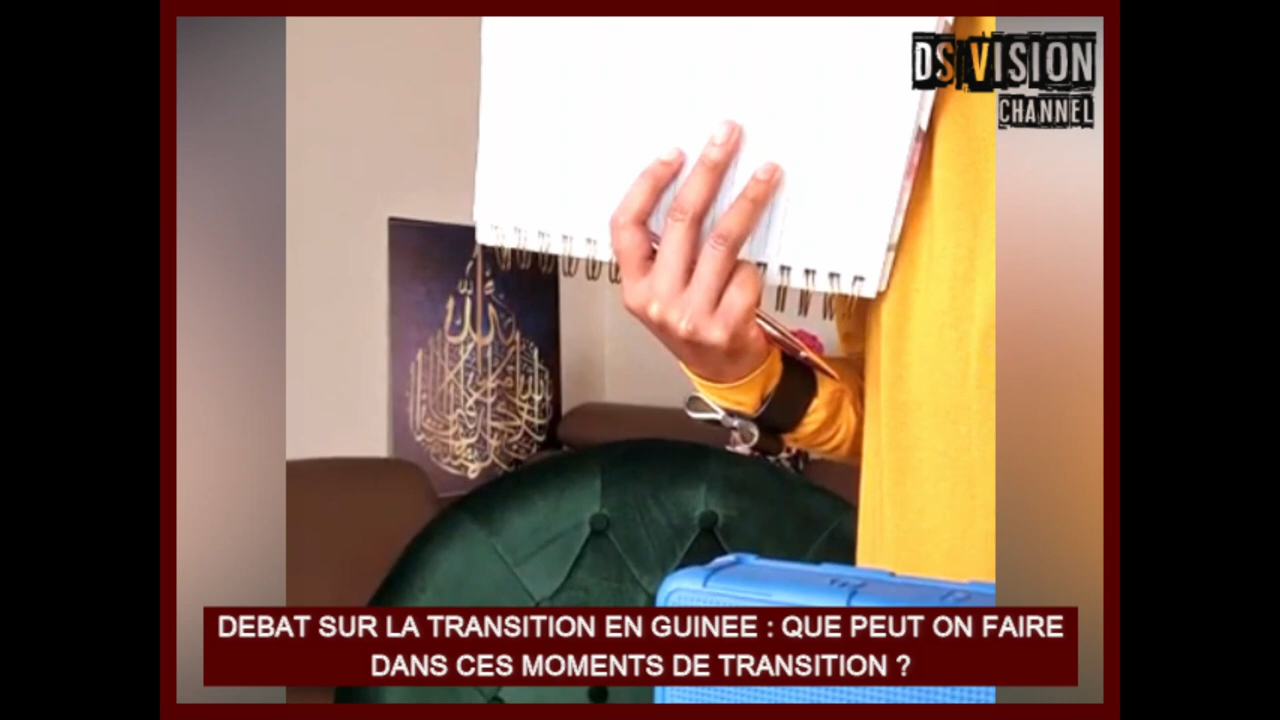 DS VISION
CHANNEL
DEBAT SUR LA TRANSITION EN GUINEE : QUE PEUT ON FAIRE
DANS CES MOMENTS DE TRANSITION ?